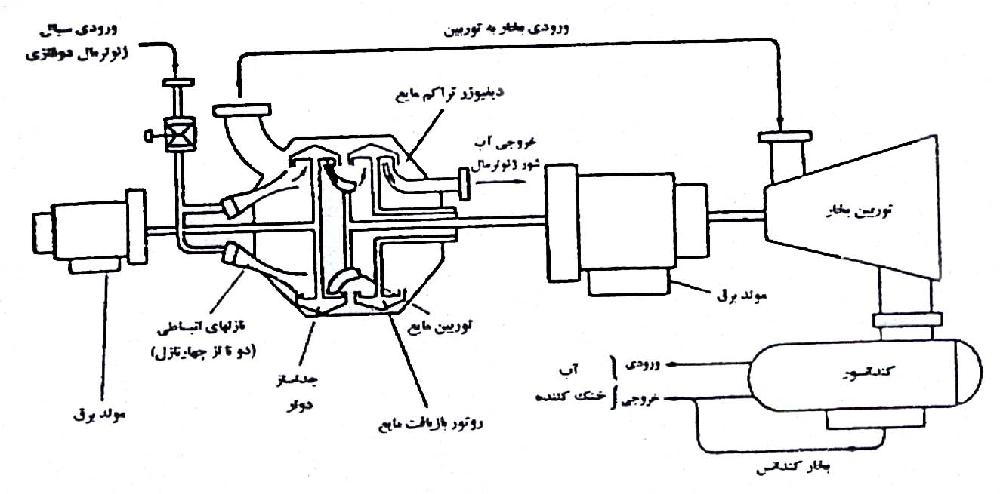 ورودی سیال
ژئوترمال دوفازی
ورودی بخار به توربین
دیفیوزر تراکم مایع
خروجی آب
شور ژئوترمال
توربین بخار
مولد برق
توربین مایع
نازلهای انبساطی
(دو تا از چهار نازل)
جداساز
دوار
روتور بازیافت مایع
مولد برق
کندانسور
ورودی
خروجی
آب
خنک کننده
بخار کندانس